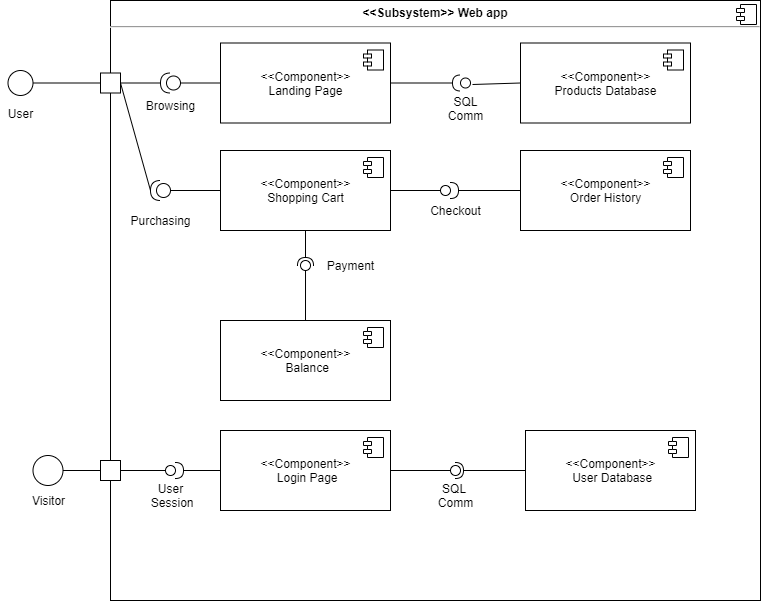 <<Subsystem>> Web app
<<Component>>
Landing Page
<<Component>>
Products Database
User
Browsing
SQL
Comm
<<Component>>
Shopping Cart
<<Component>>
Order History
Purchasing
Checkout
Payment
<<Component>>
Balance
<<Component>>
Login Page
<<Component>>
User Database
Visitor
User
Session
SQL
Comm